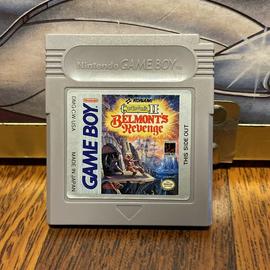 Nintendo GAME BOY
DMG-CW-USA
MADE IN JAPAN
Nintendo GAME BOY
KONAMI
Castlevania II
BELMONT'S
Revenge
THIS SIDE OUT